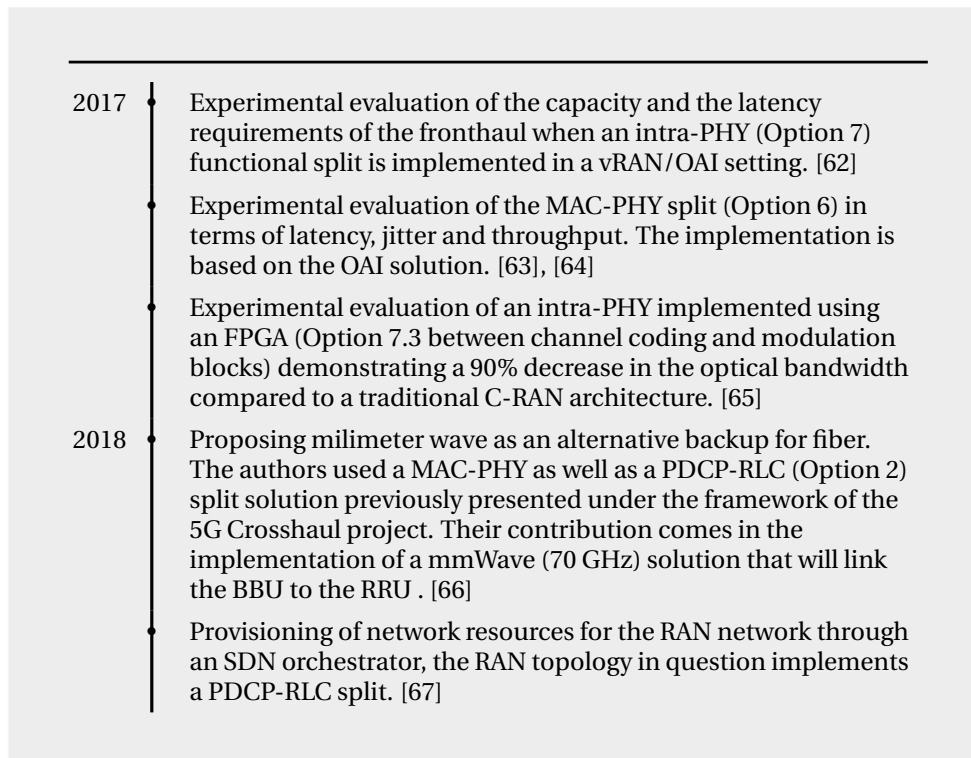 2017 Experimental evaluation of the capacity and the latency
requirements of the fronthaul when an intra-PHY (Option 7)
functional split is implemented in a vRAN/OAI setting. [62]
Experimental evaluation of the MAC-PHY split (Option 6) in
terms of latency, jitter and throughput. The implementation is
based on the OAI solution. [63], [64]
Experimental evaluation of an intra-PHY implemented using
an FPGA (Option 7.3 between channel coding and modulation
blocks) demonstrating a 90% decrease in the optical bandwidth
compared to a traditional C-RAN architecture. [65]
2018 Proposing milimeter wave as an alternative backup for fiber.
The authors used a MAC-PHY as well as a PDCP-RLC (Option 2)
split solution previously presented under the framework of the
5G Crosshaul project. Their contribution comes in the
implementation of a mmWave (70 GHz) solution that will link
the BBU to the RRU . [66]
Provisioning of network resources for the RAN network through
an SDN orchestrator, the RAN topology in question implements
a PDCP-RLC split. [67]